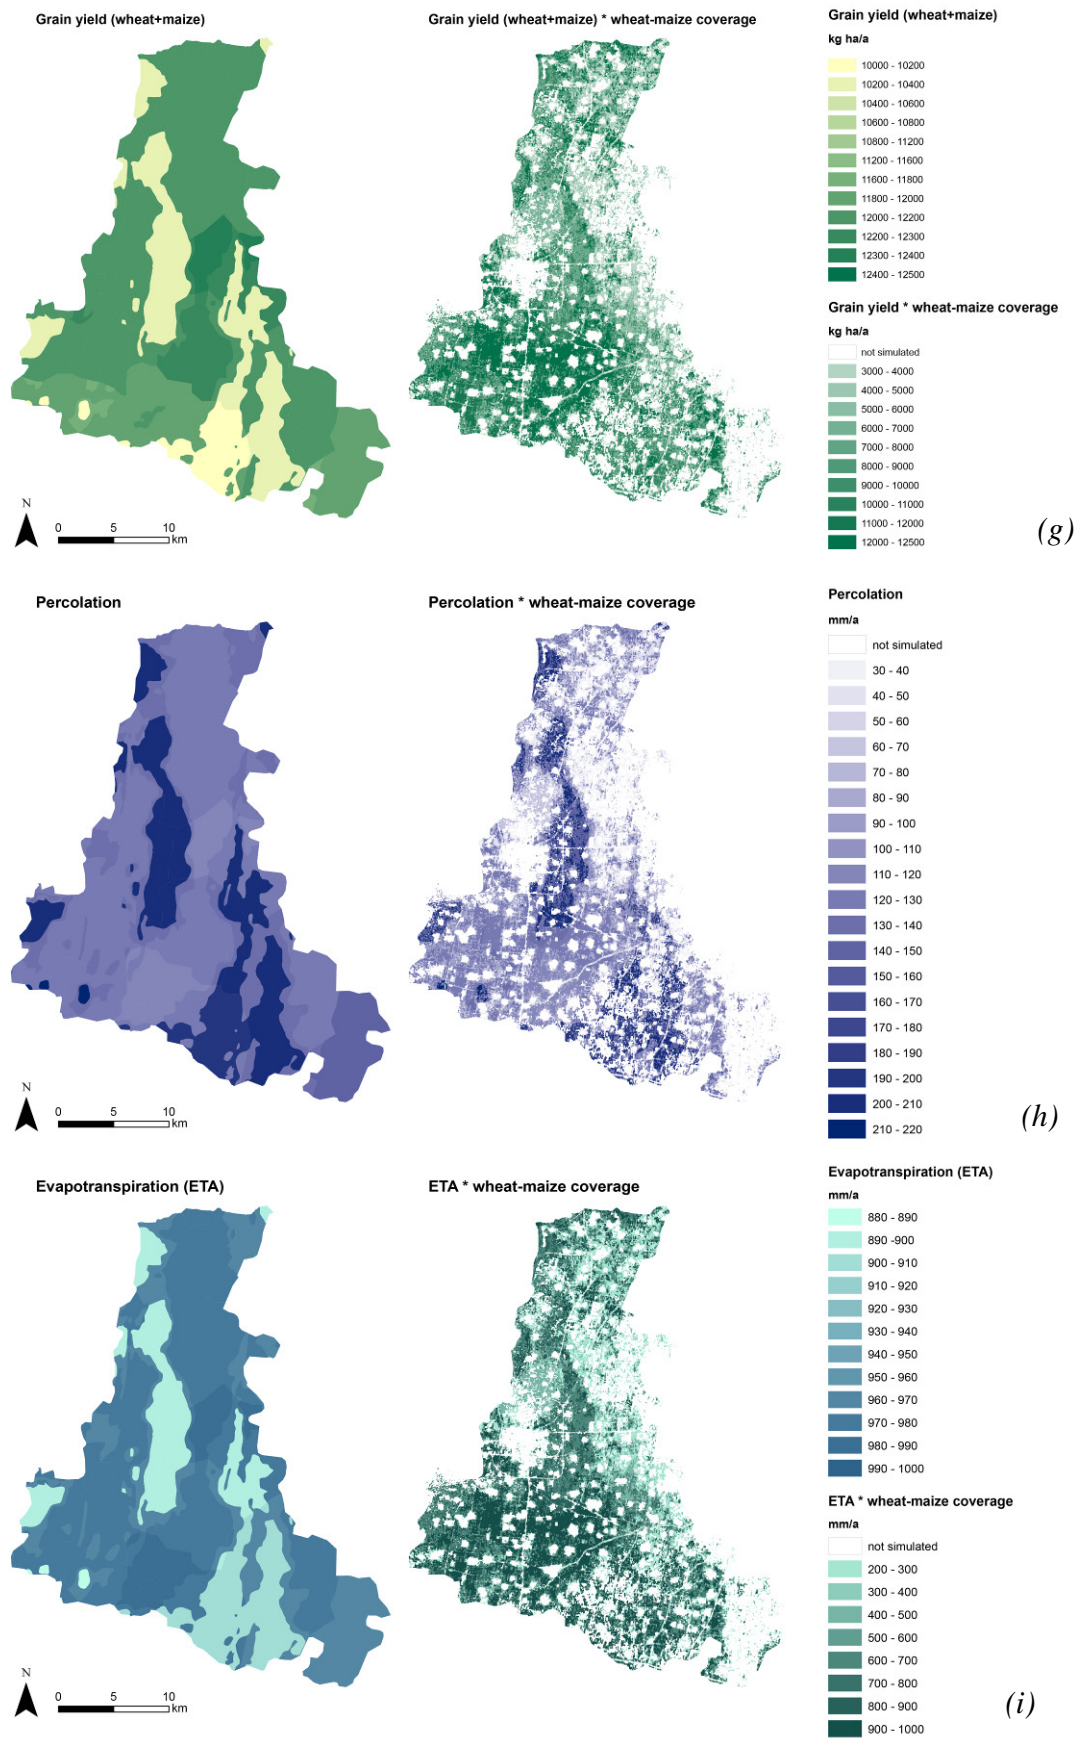 Grain yield (wheat+maize)
Grain yield (wheat+maize) * wheat-maize coverage
Grain yield (wheat+maize)
kg ha/a
10000 - 10200
10200 - 10400
10400 - 10600
10600 - 10800
10800 - 11200
11200 - 11600
11600 - 11800
11800 - 12000
12000 - 12200
12200 - 12300
12300 - 12400
12400 - 12500
Grain yield * wheat-maize coverage
kg ha/a
not simulated
3000 - 4000
4000 - 5000
5000 - 6000
6000 - 7000
7000 - 8000
8000 - 9000
9000 - 10000
10000 - 11000
11000 - 12000
12000 - 12500
N
0 5 10
km
(g)
Percolation
Percolation * wheat-maize coverage
Percolation
mm/a
not simulated
30 - 40
40 - 50
50 - 60
60 - 70
70 - 80
80 - 90
90 - 100
100 - 110
110 - 120
120 - 130
130 - 140
140 - 150
150 - 160
160 - 170
170 - 180
180 - 190
190 - 200
200 - 210
210 - 220
N
0 5 10
km
(h)
Evapotranspiration (ETA)
ETA * wheat-maize coverage
Evapotranspiration (ETA)
mm/a
880 - 890
890 -900
900 - 910
910 - 920
920 - 930
930 - 940
940 - 950
950 - 960
960 - 970
970 - 980
980 - 990
990 - 1000
ETA * wheat-maize coverage
mm/a
not simulated
200 - 300
300 - 400
400 - 500
500 - 600
600 - 700
700 - 800
800 - 900
900 - 1000
N
0 5 10
km
(i)